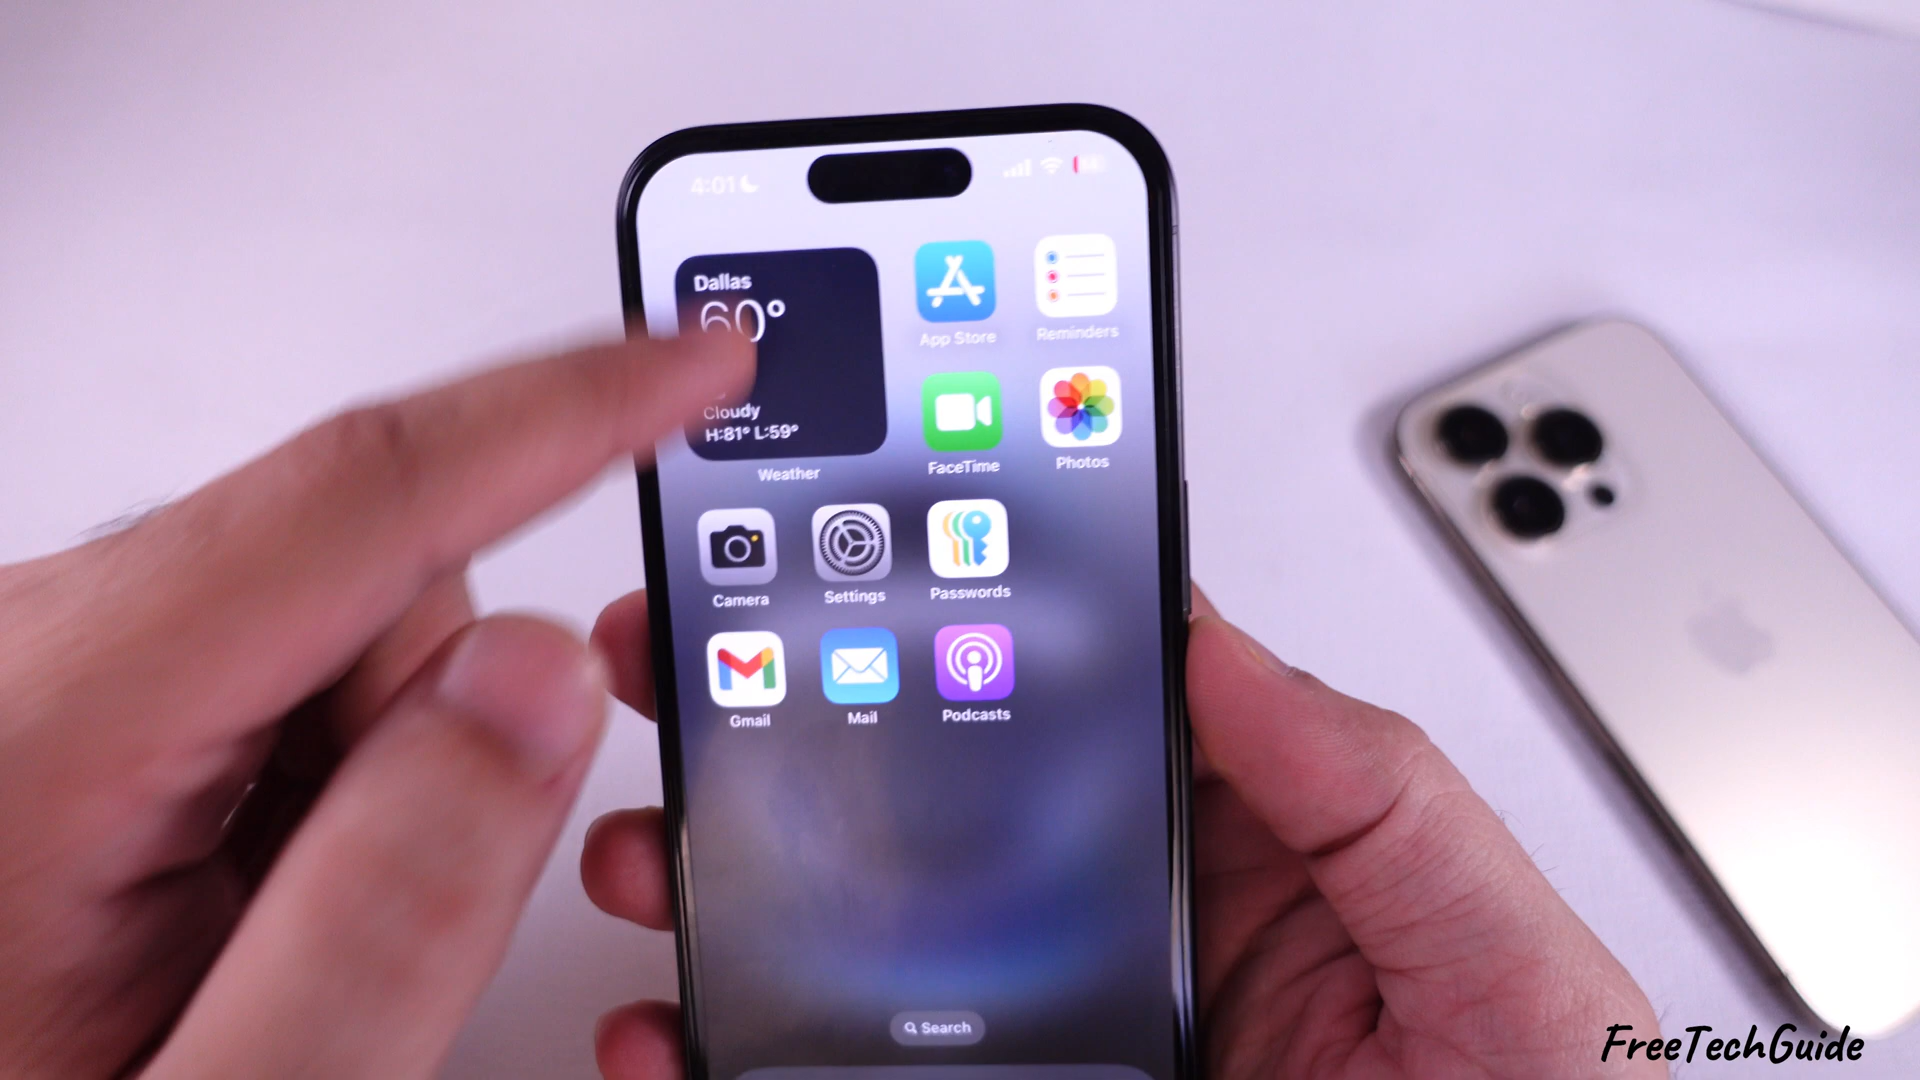 4:01
Dallas
60°
Cloudy
H:81° L:59°
Weather
App Store
Reminders
FaceTime
Photos
Camera
Settings
Passwords
Gmail
Mail
Podcasts
Search
FreeTechGuide